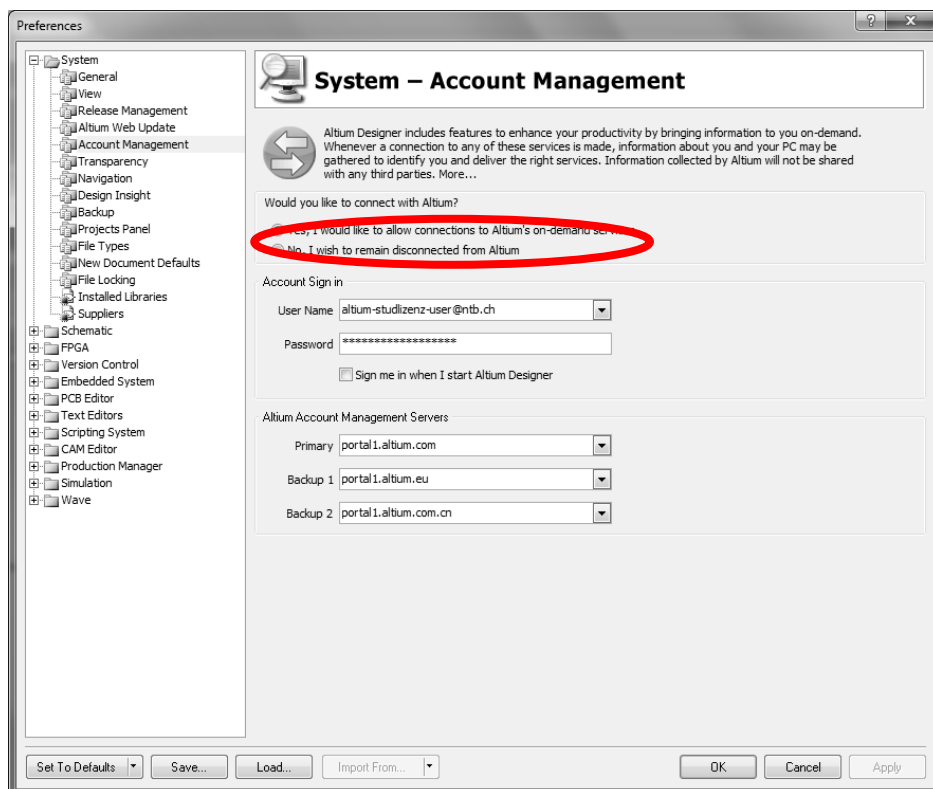 Preferences
System
General
View
Release Management
Altium Web Update
Account Management
Transparency
Navigation
Design Insight
Backup
Projects Panel
File Types
New Document Defaults
File Locking
Installed Libraries
Suppliers
Schematic
FPGA
Version Control
Embedded System
PCB Editor
Text Editors
Scripting System
CAM Editor
Production Manager
Simulation
Wave
System – Account Management
Altium Designer includes features to enhance your productivity by bringing information to you on-demand.
Whenever a connection to any of these services is made, information about you and your PC may be
gathered to identify you and deliver the right services. Information collected by Altium will not be shared
with any third parties. More...
Would you like to connect with Altium?
Yes, I would like to allow connections to Altium's on-demand
No, I wish to remain disconnected from Altium
Account Sign in
User Name altium-studlizenz-user@ntb.ch
Password ******************
Sign me in when I start Altium Designer
Altium Account Management Servers
Primary portal1.altium.com
Backup 1 portal1.altium.eu
Backup 2 portal1.altium.com.cn
Set To Defaults Save... Load... Import From... OK Cancel Apply